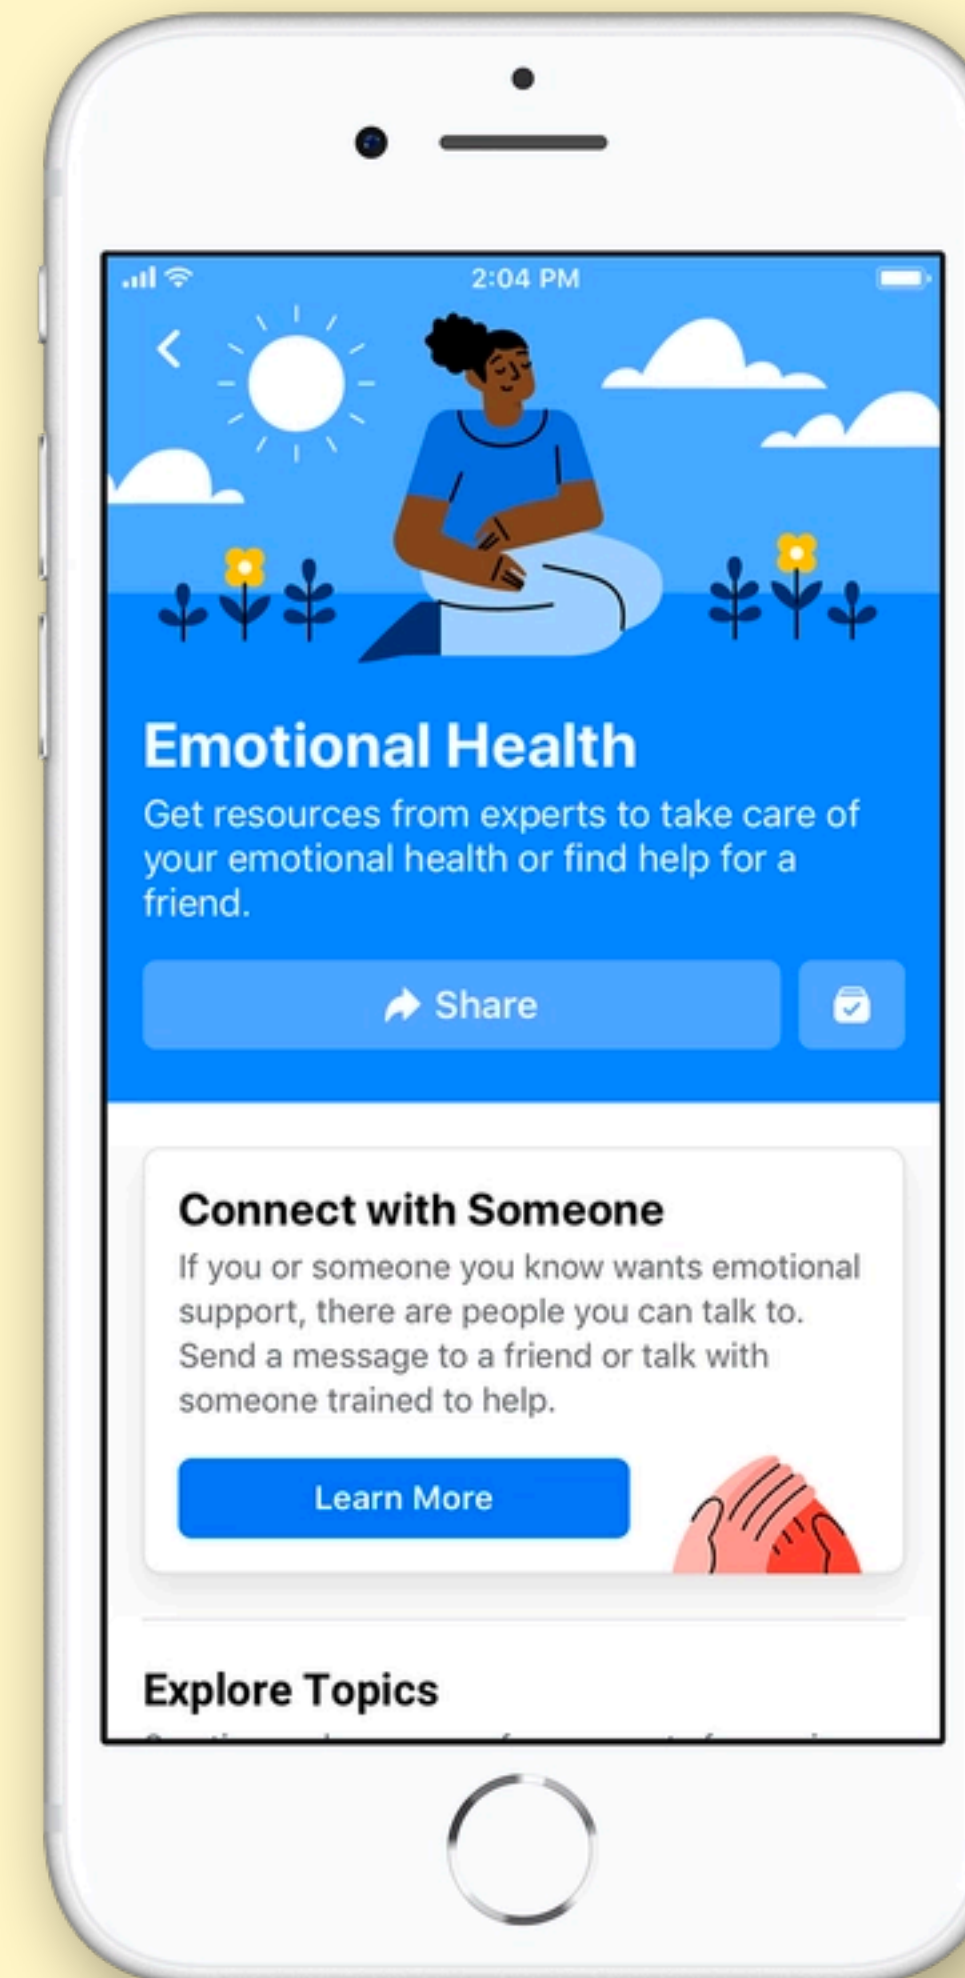 2:04 PM
Emotional Health
Get resources from experts to take care of
your emotional health or find help for a
friend.
Share
Connect with Someone
If you or someone you know wants emotional
support, there are people you can talk to.
Send a message to a friend or talk with
someone trained to help.
Learn More
Explore Topics